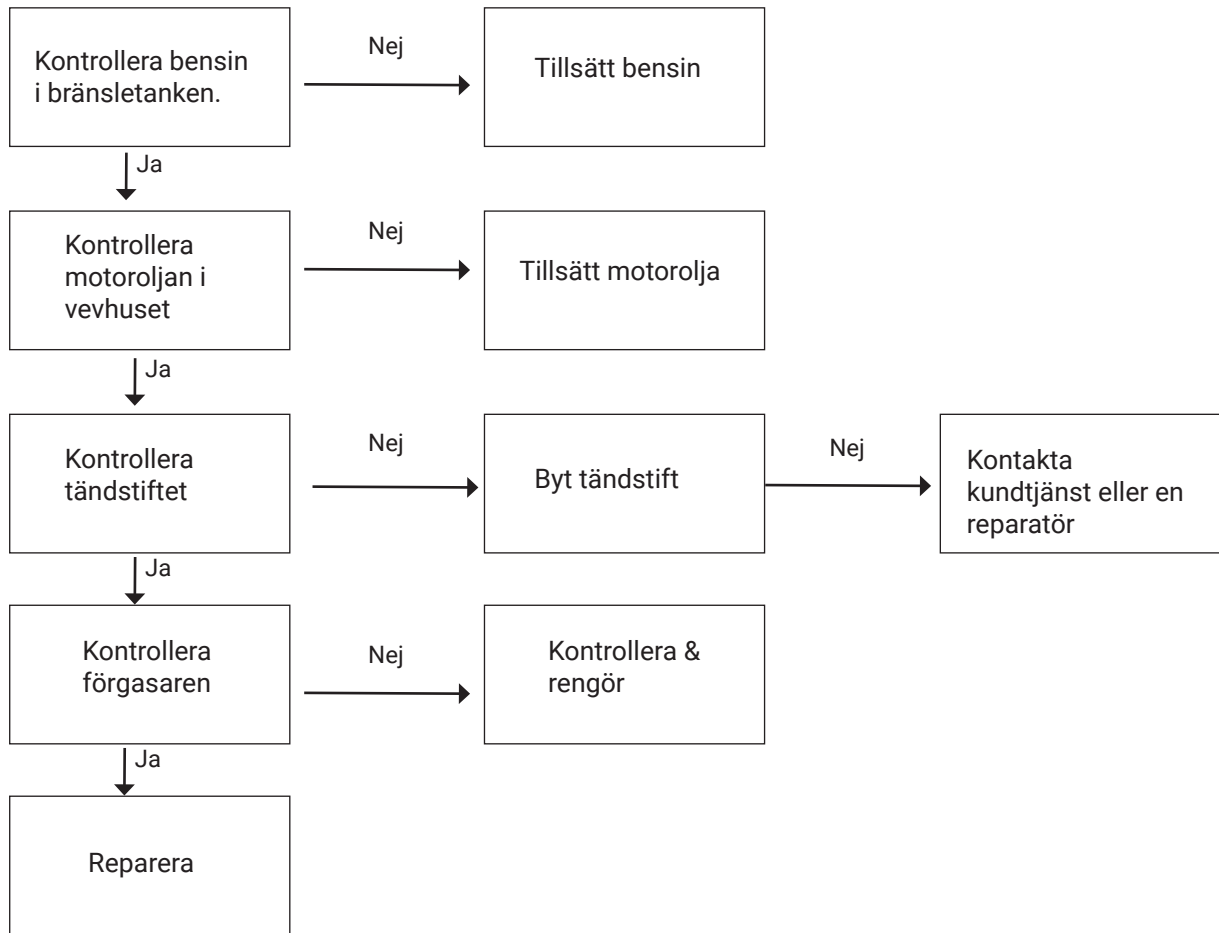 Kontrollera bensin
i bränsletanken.
Nej
Tillsätt bensin
Ja
Kontrollera
motoroljan i
vevhuset
Nej
Tillsätt motorolja
Ja
Kontrollera
tändstiftet
Nej
Byt tändstift
Nej
Kontakta
kundtjänst eller en
reparatör
Ja
Kontrollera
förgasaren
Nej
Kontrollera &
rengör
Ja
Reparera